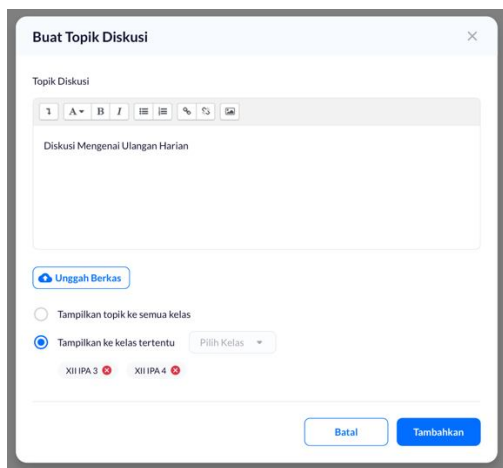 Buat Topik Diskusi
Topik Diskusi
A B I
Diskusi Mengenai Ulangan Harian
Unggah Berkas
Tampilkan topik ke semua kelas
Tampilkan ke kelas tertentu Pilih Kelas
XII IPA 3 XII IPA 4
Batal Tambahkan